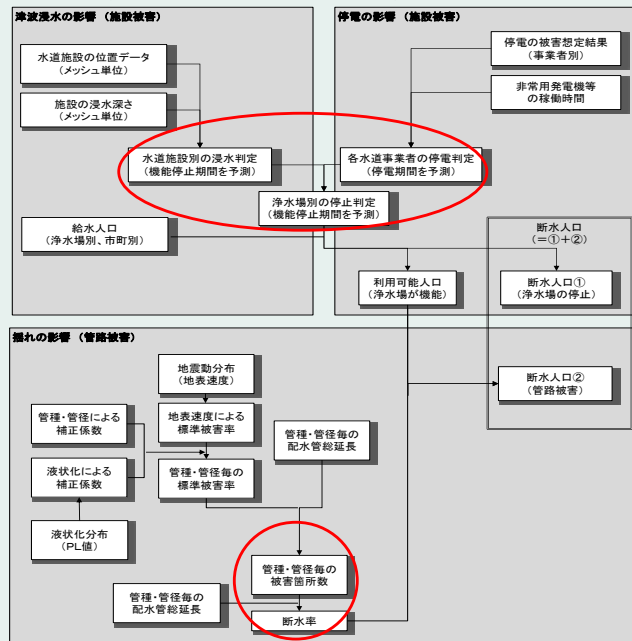 津波浸水の影響（施設被害）
水道施設の位置データ
（メッシュ単位）
施設の浸水深さ
（メッシュ単位）
水道施設別の浸水判定
（機能停止期間を予測）
停電の影響（施設被害）
停電の被害想定結果
（事業者別）
非常用発電機等
の稼働時間
各水道事業者の停電判定
（停電期間を予測）
浄水場別の停止判定
（機能停止期間を予測）
給水人口
（浄水場別、市町別）
利用可能人口
（浄水場が機能）
断水人口
（＝①＋②）
断水人口①
（浄水場の停止）
断水人口②
（管路被害）
揺れの影響（管路被害）
地震動分布
（地表速度）
管種・管径による
補正係数
地表速度による
標準被害率
管種・管径毎の
配水管総延長
液状化による
補正係数
管種・管径毎の
標準被害率
液状化分布
（PL値）
管種・管径毎の
被害箇所数
管種・管径毎の
配水管総延長
断水率